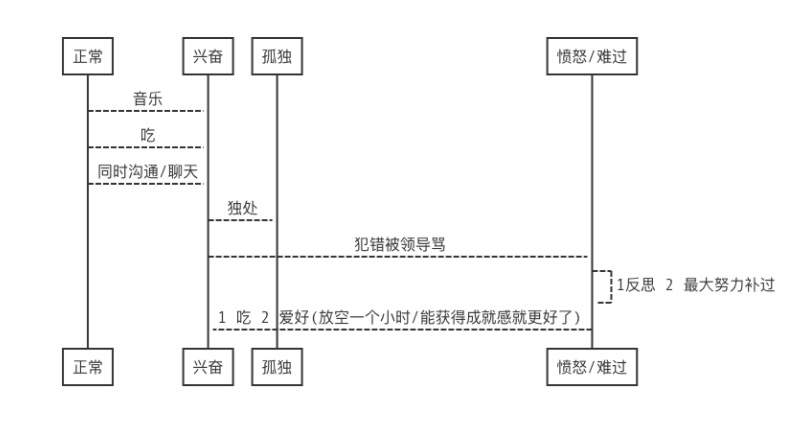 正常 兴奋 孤独 愤怒/难过
音乐
吃
同时沟通/聊天
独处
犯错被领导骂
1反思 2 最大努力补过
1 吃 2 爱好(放空一个小时/能获得成就感就更好了)
正常 兴奋 孤独 愤怒/难过